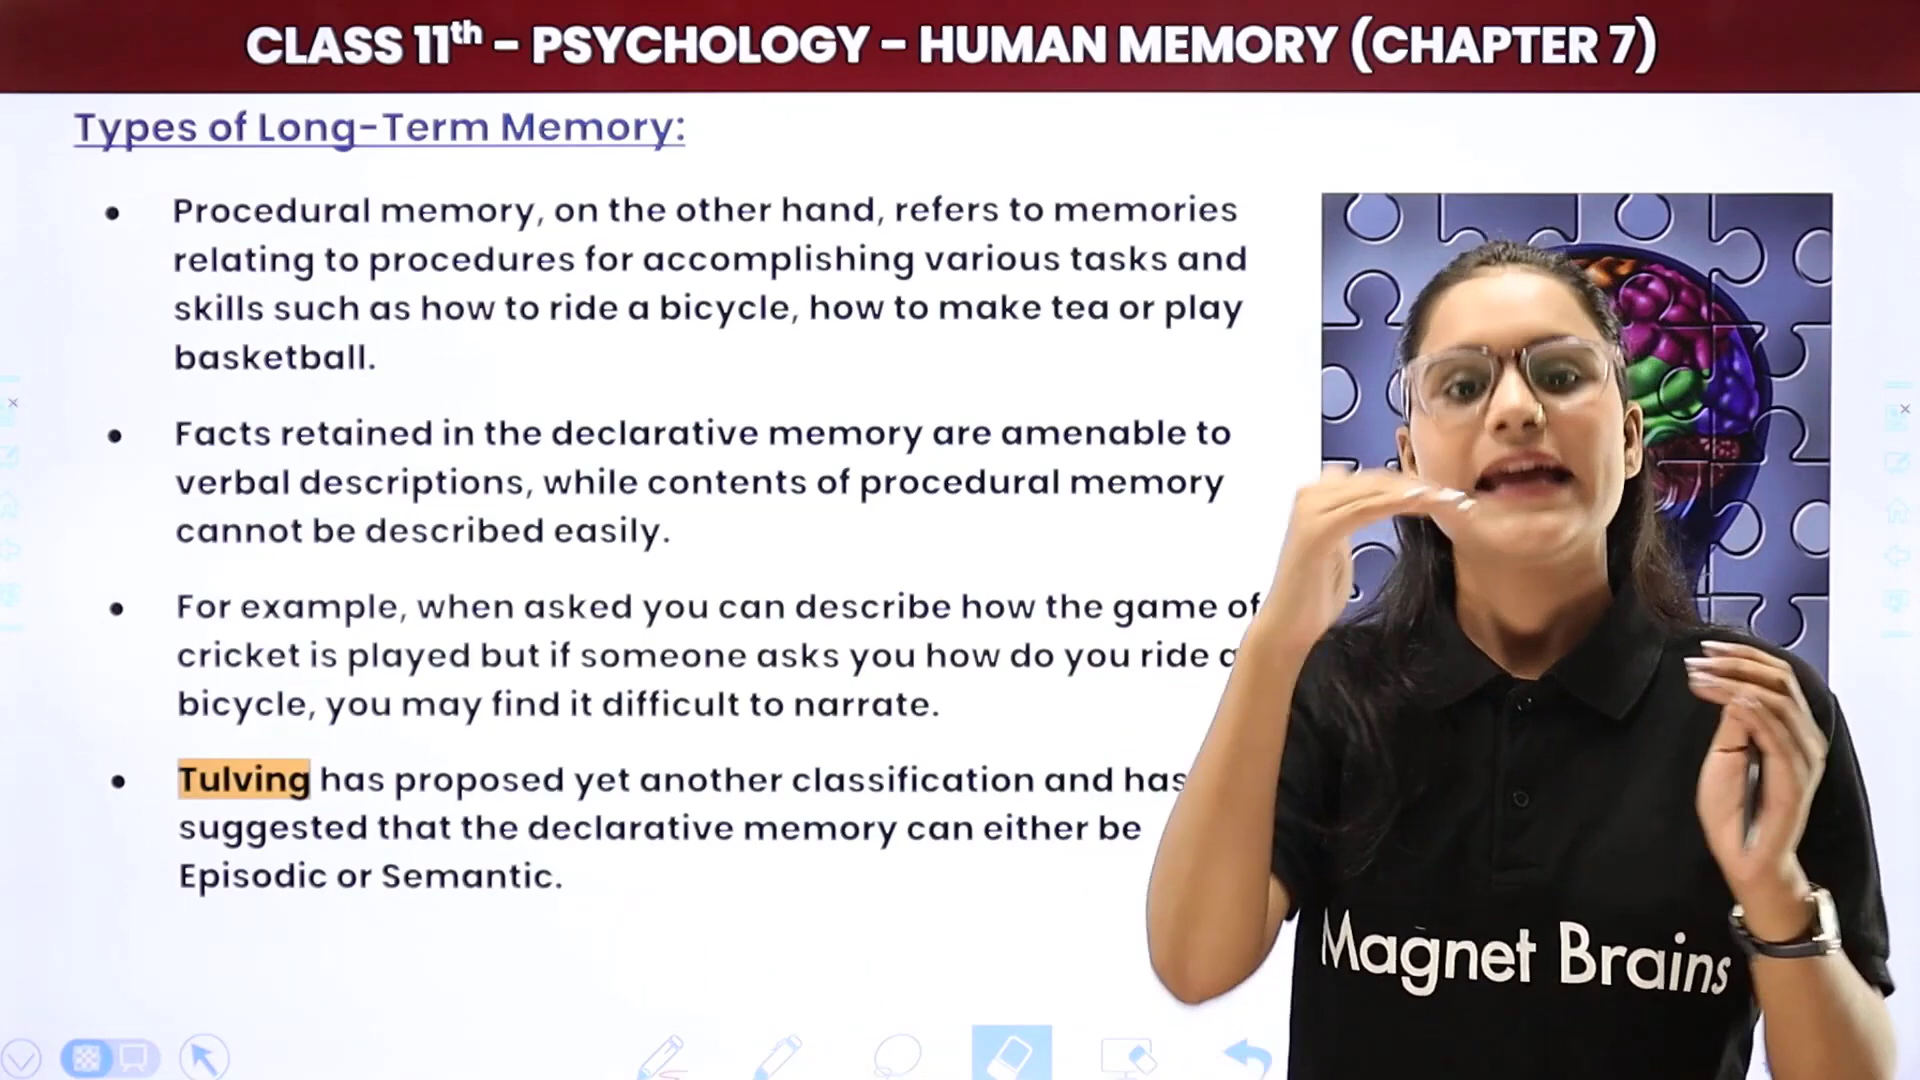 CLASS 11th - PSYCHOLOGY - HUMAN MEMORY (CHAPTER 7)
Types of Long-Term Memory:
• Procedural memory, on the other hand, refers to memories
relating to procedures for accomplishing various tasks and
skills such as how to ride a bicycle, how to make tea or play
basketball.
• Facts retained in the declarative memory are amenable to
verbal descriptions, while contents of procedural memory
cannot be described easily.
• For example, when asked you can describe how the game of
cricket is played but if someone asks you how do you ride a
bicycle, you may find it difficult to narrate.
• Tulving has proposed yet another classification and has
suggested that the declarative memory can either be
Episodic or Semantic.
Magnet Brains